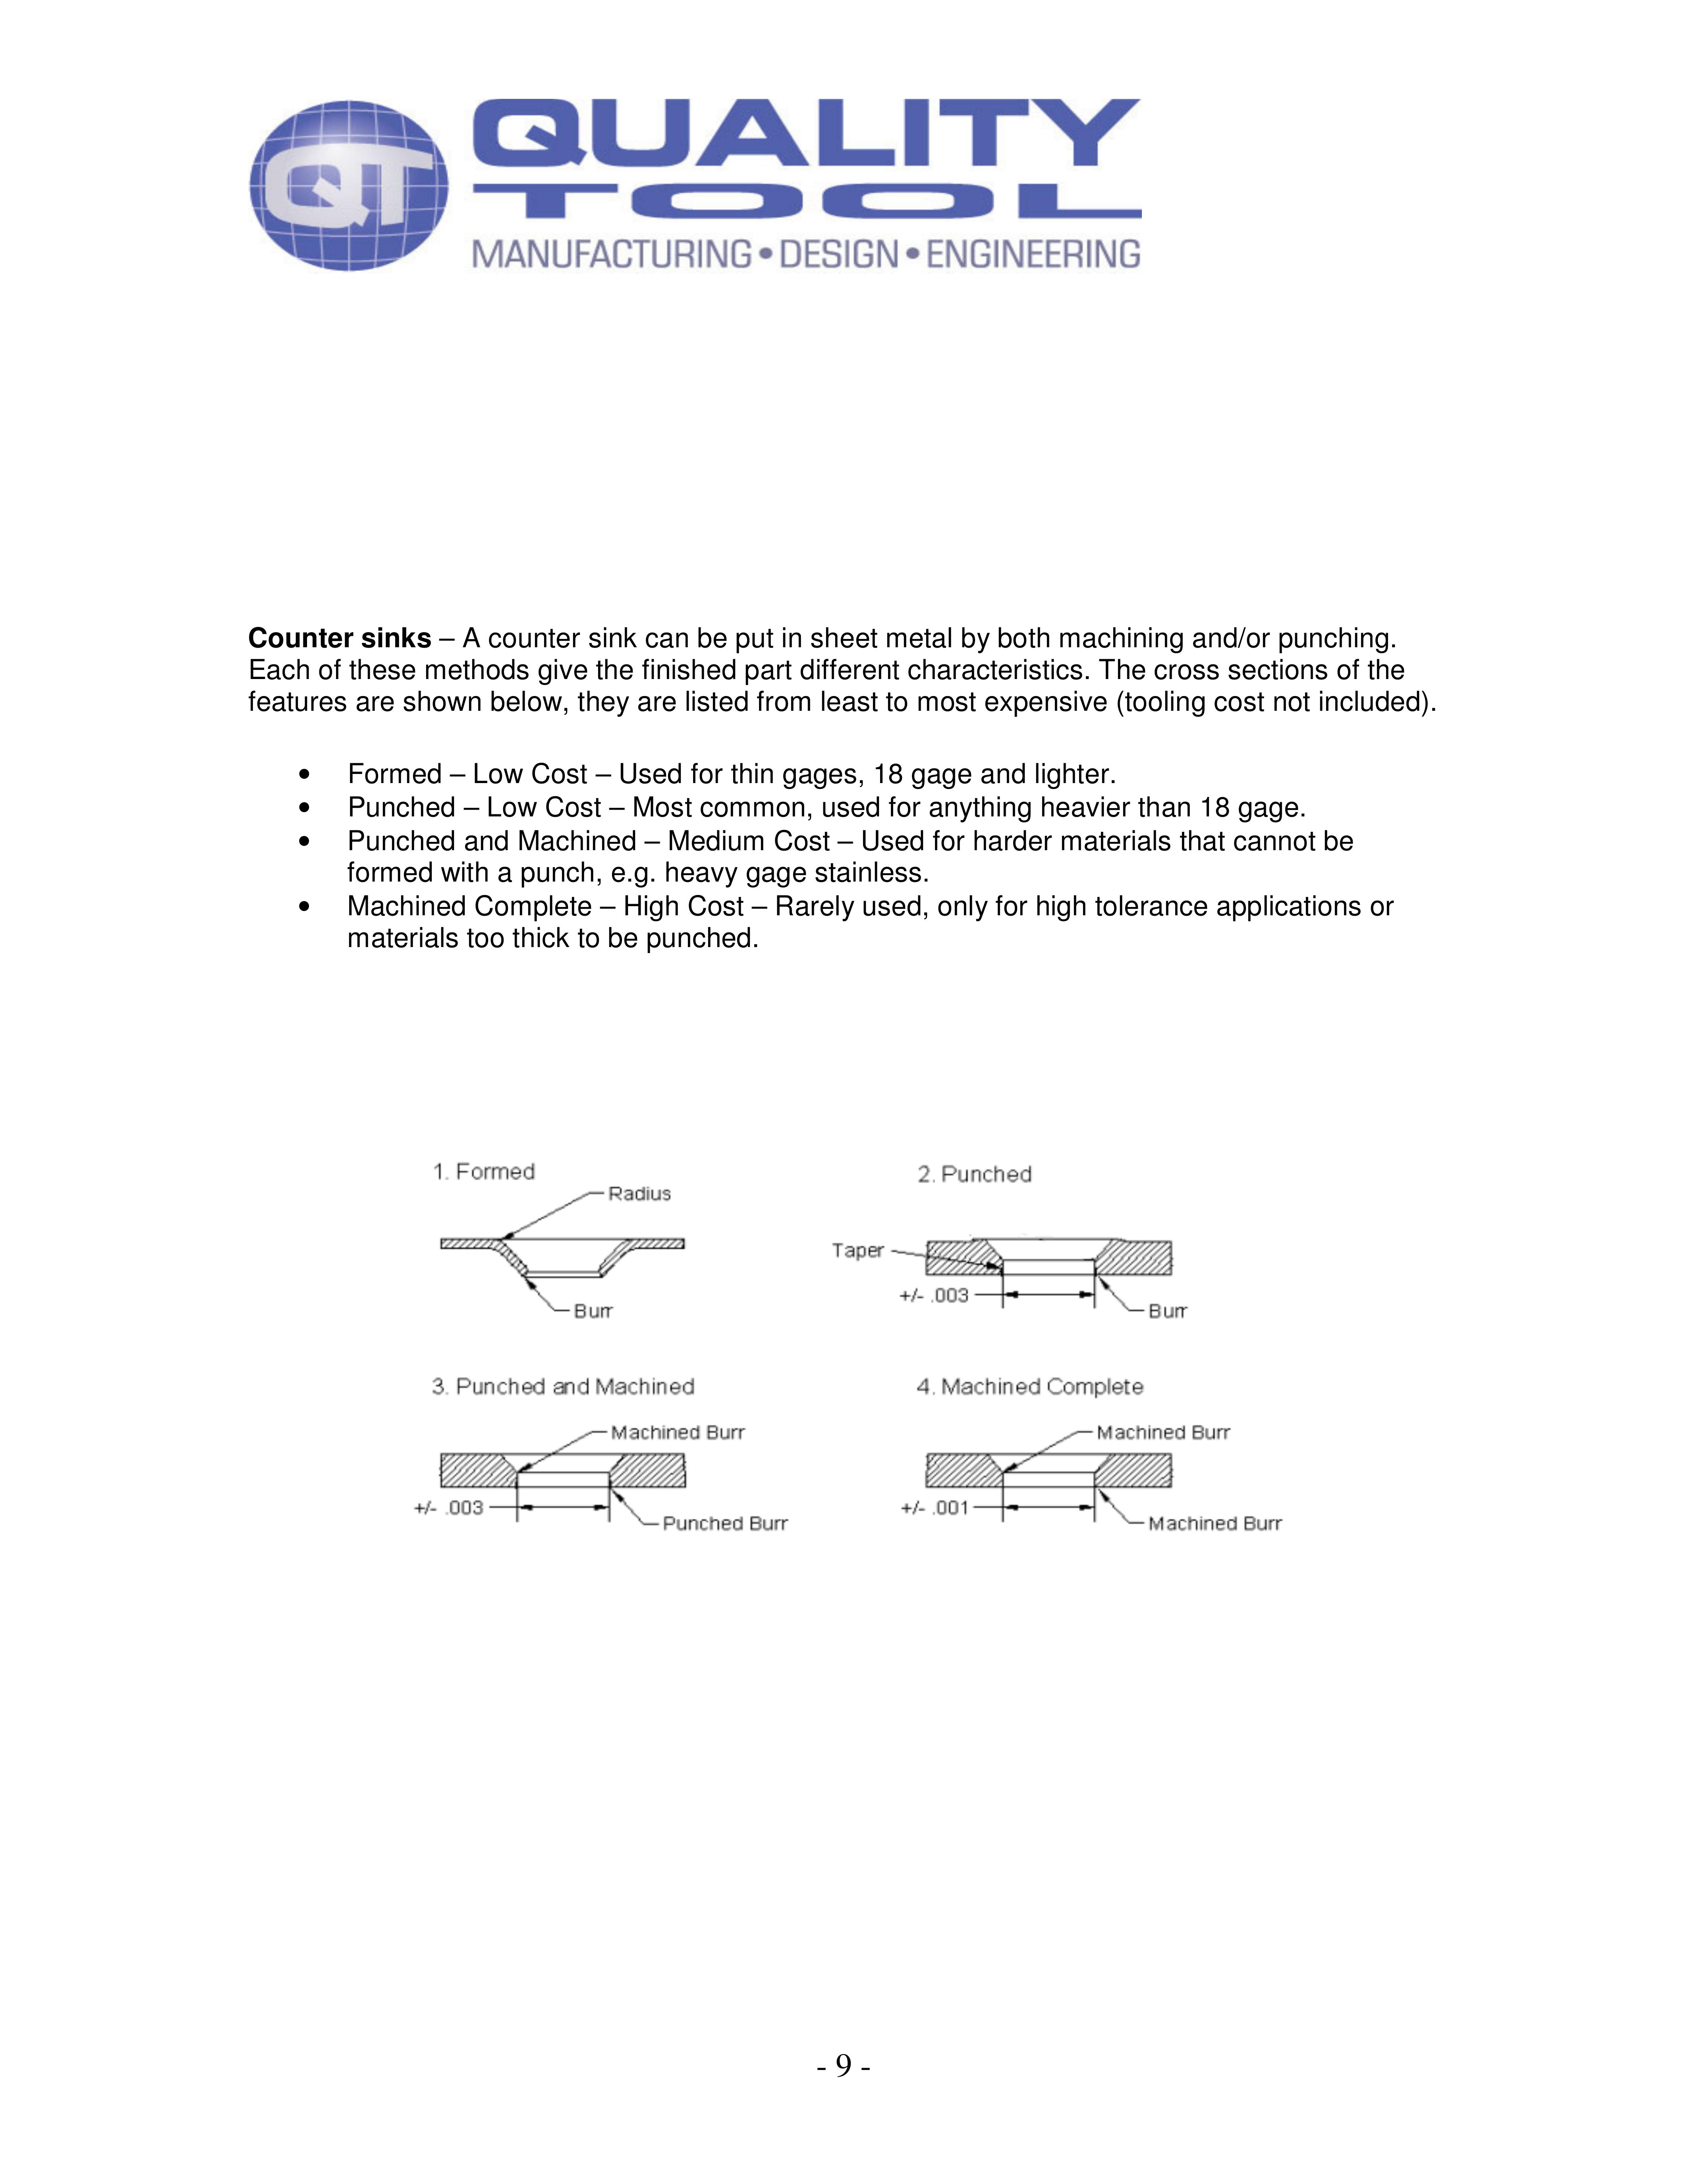 QT
QUALITY
TOOL
MANUFACTURING • DESIGN • ENGINEERING
Counter sinks – A counter sink can be put in sheet metal by both machining and/or punching.
Each of these methods give the finished part different characteristics. The cross sections of the
features are shown below, they are listed from least to most expensive (tooling cost not included).
• Formed – Low Cost – Used for thin gages, 18 gage and lighter.
• Punched – Low Cost – Most common, used for anything heavier than 18 gage.
• Punched and Machined – Medium Cost – Used for harder materials that cannot be
formed with a punch, e.g. heavy gage stainless.
• Machined Complete – High Cost – Rarely used, only for high tolerance applications or
materials too thick to be punched.
1. Formed
Radius
Burr
2. Punched
Taper
+/- .003
Burr
3. Punched and Machined
Machined Burr
+/- .003
Punched Burr
4. Machined Complete
Machined Burr
+/- .001
Machined Burr
- 9 -